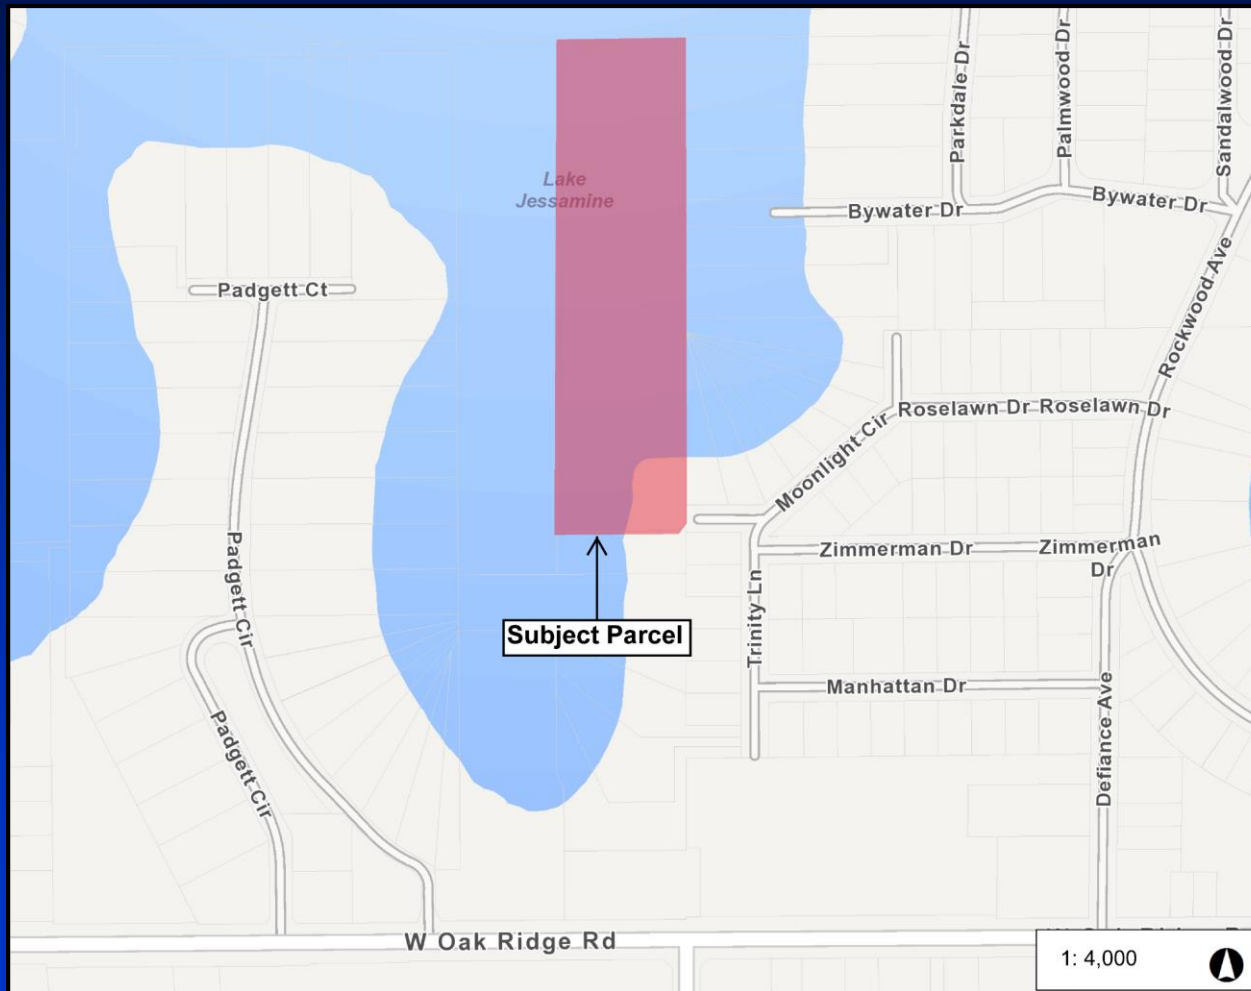 Parkdale Dr
Palmwood Dr
Sandalwood Dr
Lake
Jessamine
Bywater Dr
Bywater Dr
Rockwood Ave
Padgett Ct
Roselawn Dr
Roselawn Dr
Moonlight Cir
Zimmerman Dr
Zimmerman
Dr
Padgett Cir
Trinity Ln
Subject Parcel
Manhattan Dr
Defiance Ave
Padgett Cir
W Oak Ridge Rd
1: 4,000